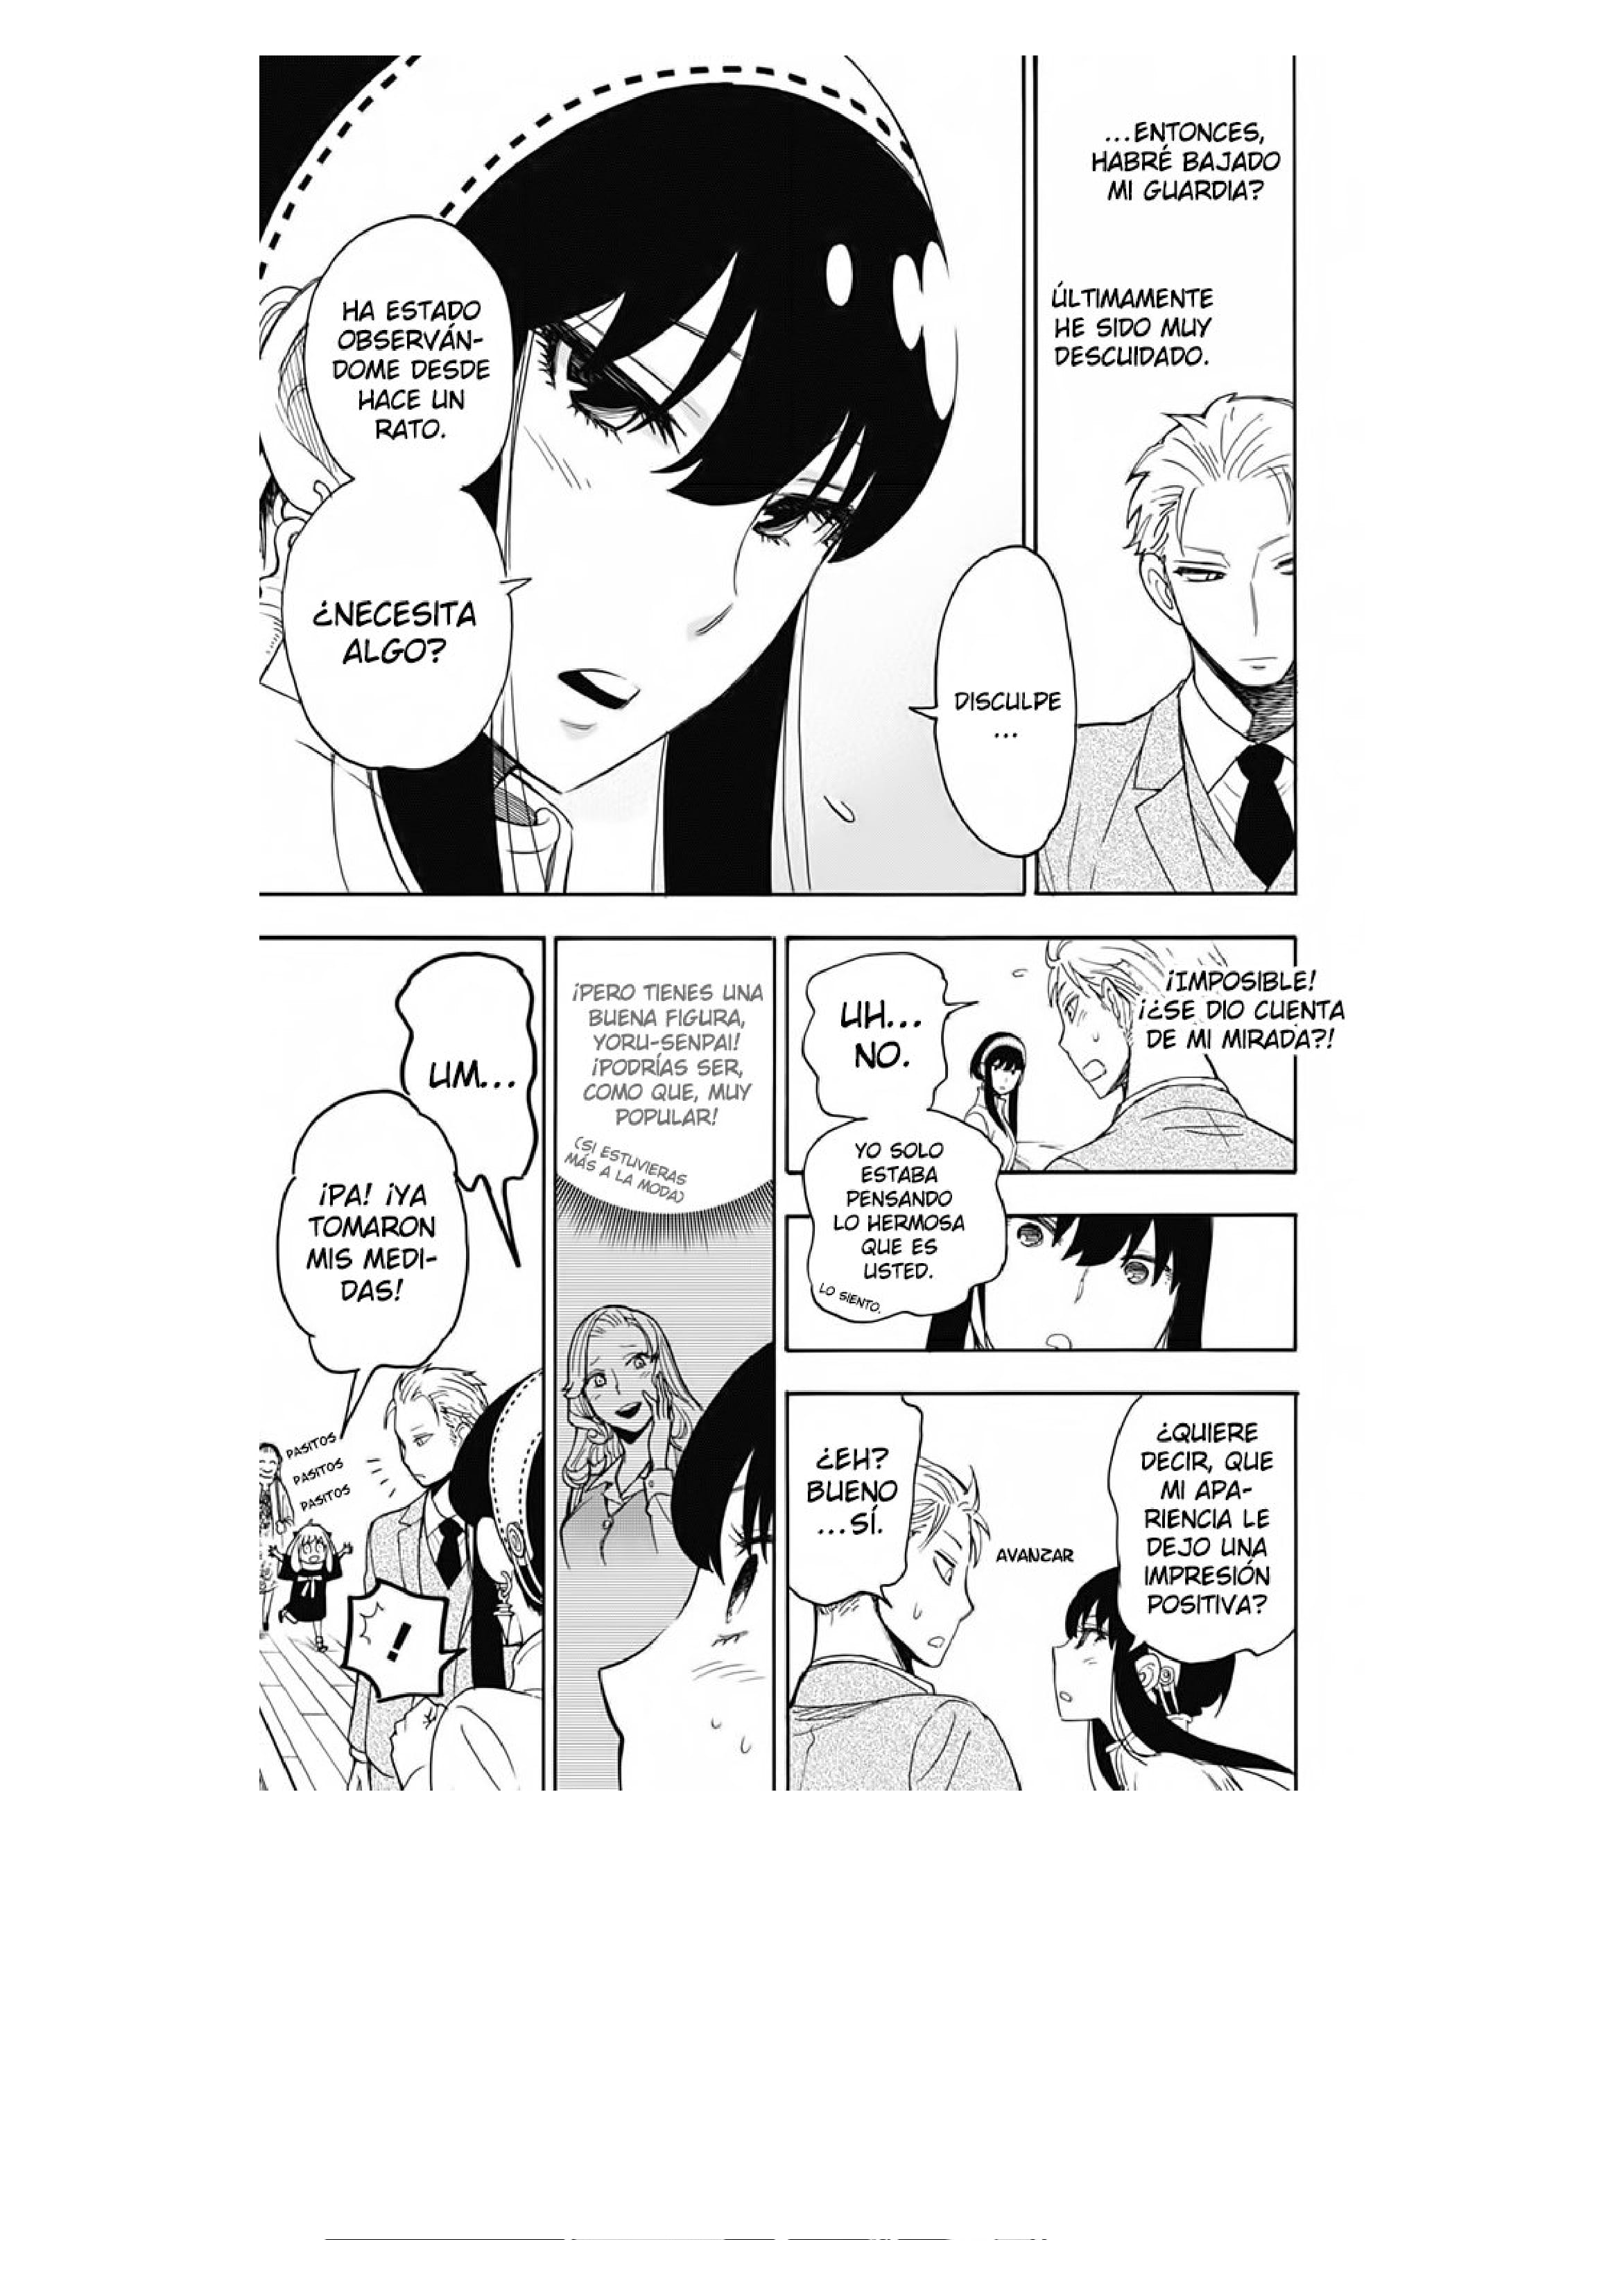 ...ENTONCES,
HABRÉ BAJADO
MI GUARDIA?
ÚLTIMAMENTE
HE SIDO MUY
DESCUIDADO.
DISCULPE
...
HA ESTADO
OBSERVÁN-
DOME DESDE
HACE UN
RATO.
¿NECESITA
ALGO?
¡IMPOSIBLE!
¡¿SE DIO CUENTA
DE MI MIRADA?!
UH...
NO.
YO SOLO
ESTABA
PENSANDO
LO HERMOSA
QUE ES
USTED.
LO SIENTO.
¿QUIERE
DECIR, QUE
MI APA-
RIENCIA LE
DEJO UNA
IMPRESIÓN
POSITIVA?
AVANZAR
¿EH?
BUENO
...SÍ.
¡PERO TIENES UNA
BUENA FIGURA,
YORU-SENPAI!
¡PODRÍAS SER,
COMO QUE, MUY
POPULAR!
(SI ESTUVIERAS
MÁS A LA MODA)
UM...
¡PA! ¡YA
TOMARON
MIS MEDI-
DAS!
PASITOS
PASITOS
PASITOS
!